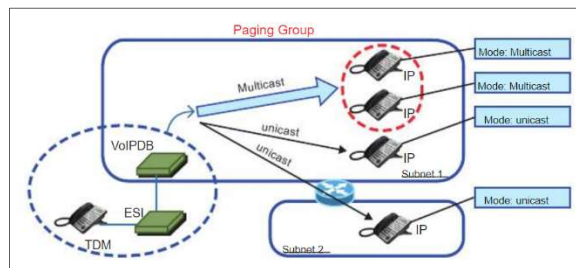 Paging Group
Mode: Multicast
IP
Multicast
Mode: Multicast
IP
unicast
Mode: unicast
VoIPDB
IP
unicast
Subnet 1
ESI
Mode: unicast
TDM
IP
Subnet 2